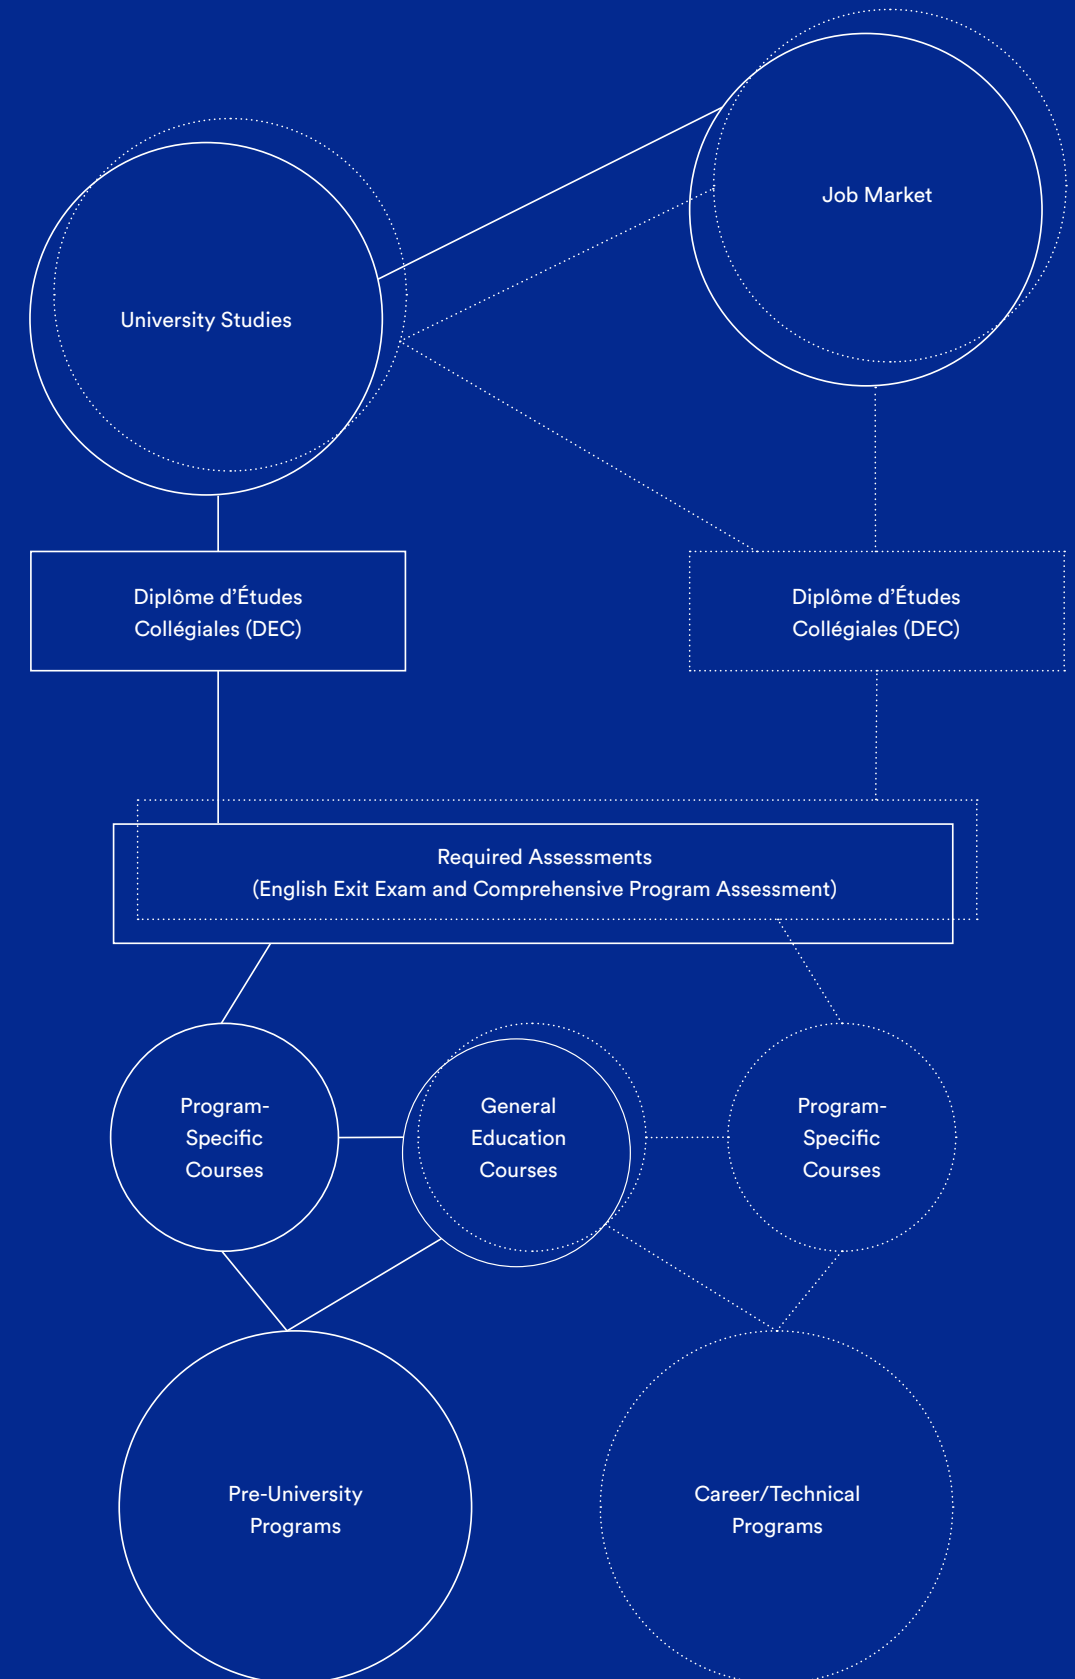 Job Market
University Studies
Diplôme d’Études
Collégiales (DEC)
Diplôme d’Études
Collégiales (DEC)
Required Assessments
(English Exit Exam and Comprehensive Program Assessment)
Program-
Specific
Courses
General
Education
Courses
Program-
Specific
Courses
Pre-University
Programs
Career/Technical
Programs